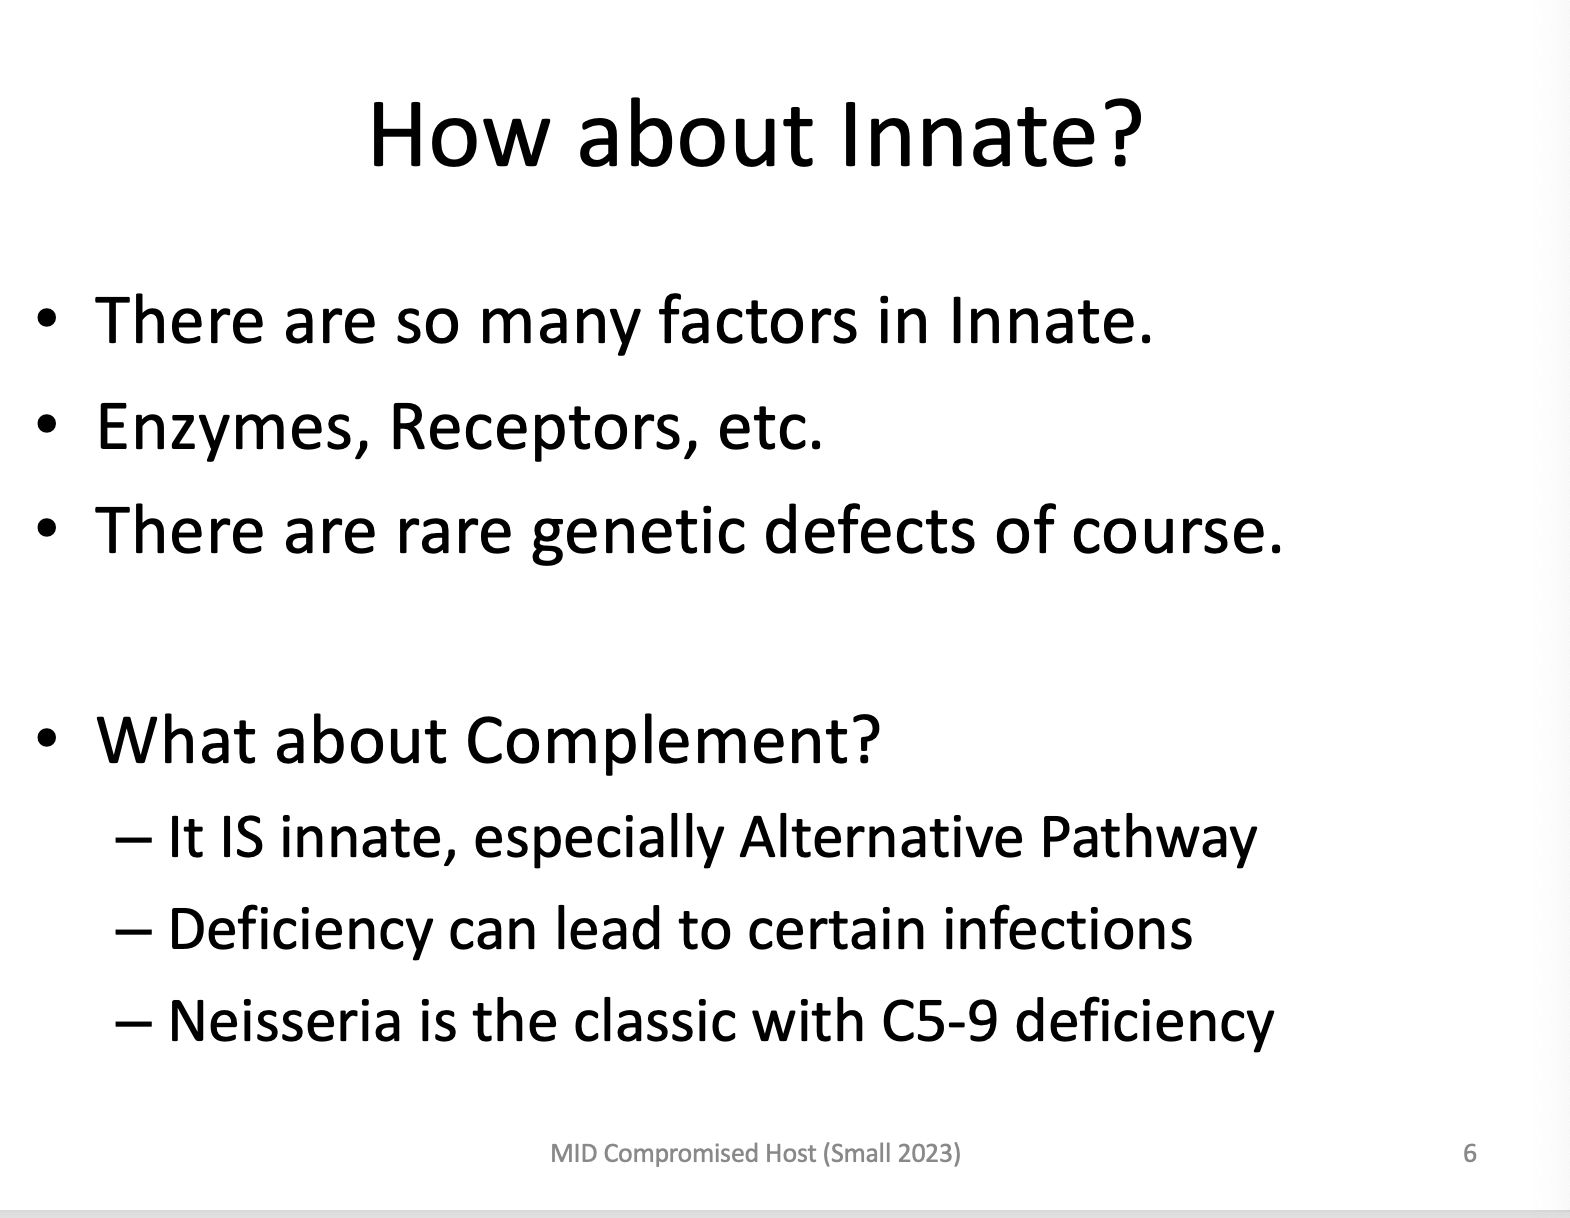 How about Innate?
• There are so many factors in Innate.
• Enzymes, Receptors, etc.
• There are rare genetic defects of course.
• What about Complement?
– It IS innate, especially Alternative Pathway
– Deficiency can lead to certain infections
– Neisseria is the classic with C5-9 deficiency
MID Compromised Host (Small 2023)
6